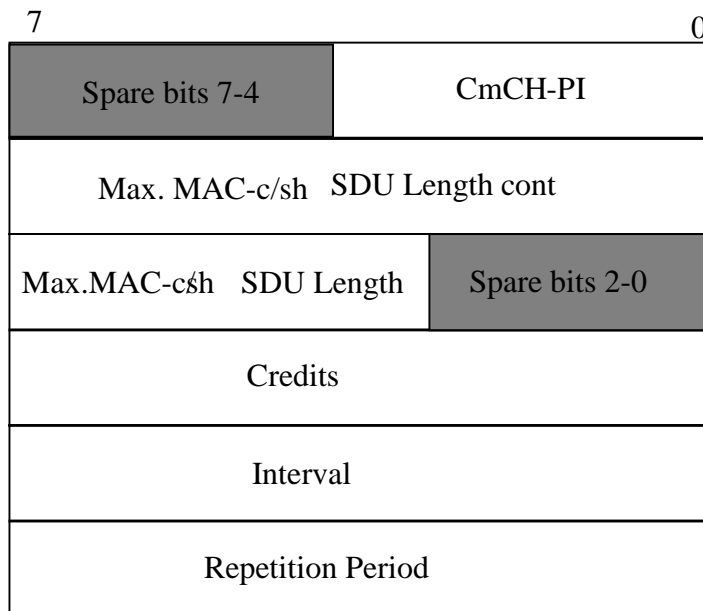 7 0
Spare bits 7-4 CmCH-PI
Max. MAC-c/sh SDU Length cont
Max.MAC-c/sh SDU Length Spare bits 2-0
Credits
Interval
Repetition Period